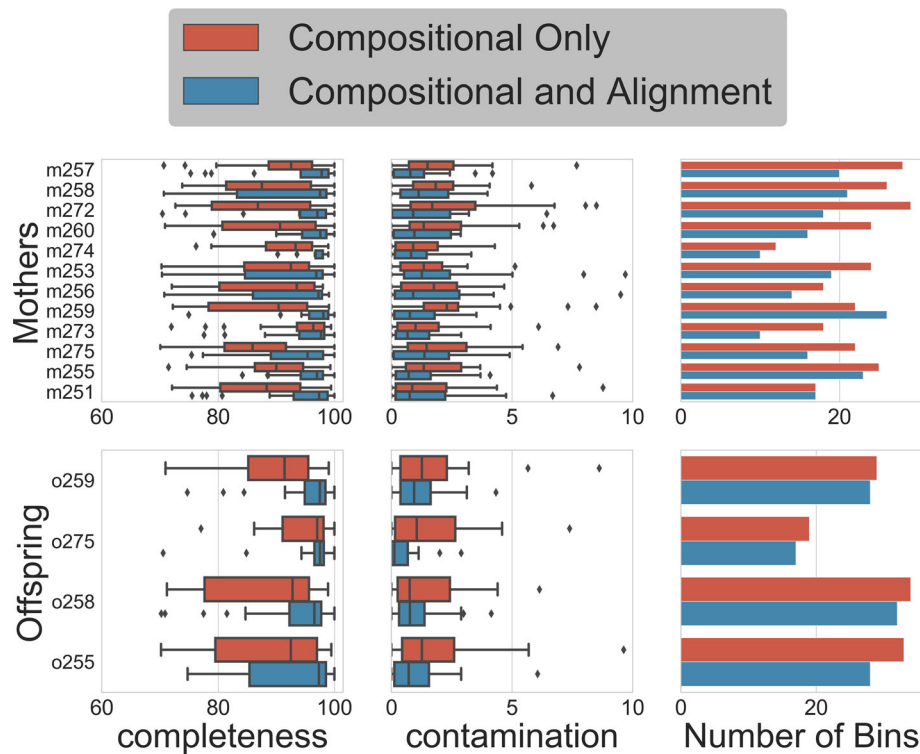 Compositional Only
Compositional and Alignment
Mothers
m257
m258
m272
m260
m274
m253
m256
m259
m273
m275
m255
m251
60 80 100
0 5 10
0 20
Offspring
o259
o275
o258
o255
60 80 100
0 5 10
20
completeness
contamination
Number of Bins